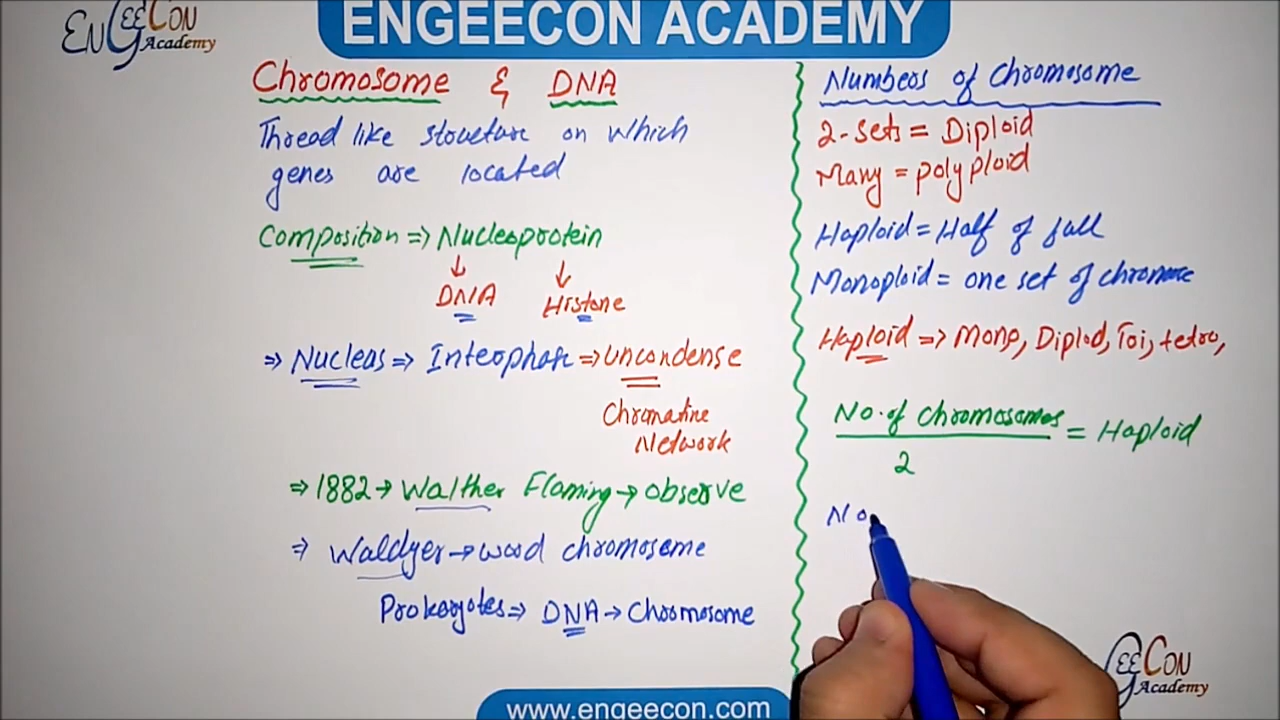 ENGEECON Academy
ENGEECON ACADEMY
Chromosome & DNA
Thread like structure on which
genes are located
Composition ⇒ Nucleoprotein
↓ ↓
DNA Histone
⇒ Nucleas ⇒ Interphase ⇒ Uncondense
Chromatine
Network
⇒ 1882 → Walther Flaming → observe
⇒ Waldyer → word chromosome
Prokaryotes ⇒ DNA → Chromosome
Numbers of Chromosome
2-sets = Diploid
Many = polyploid
Haploid = Half of full
Monoploid = one set of chromosome
Haploid ⇒ Mono, Diplod, Tri, tetra,
No. of chromosomes
= Haploid
2
No
GEECON
Academy
www.engeecon.com